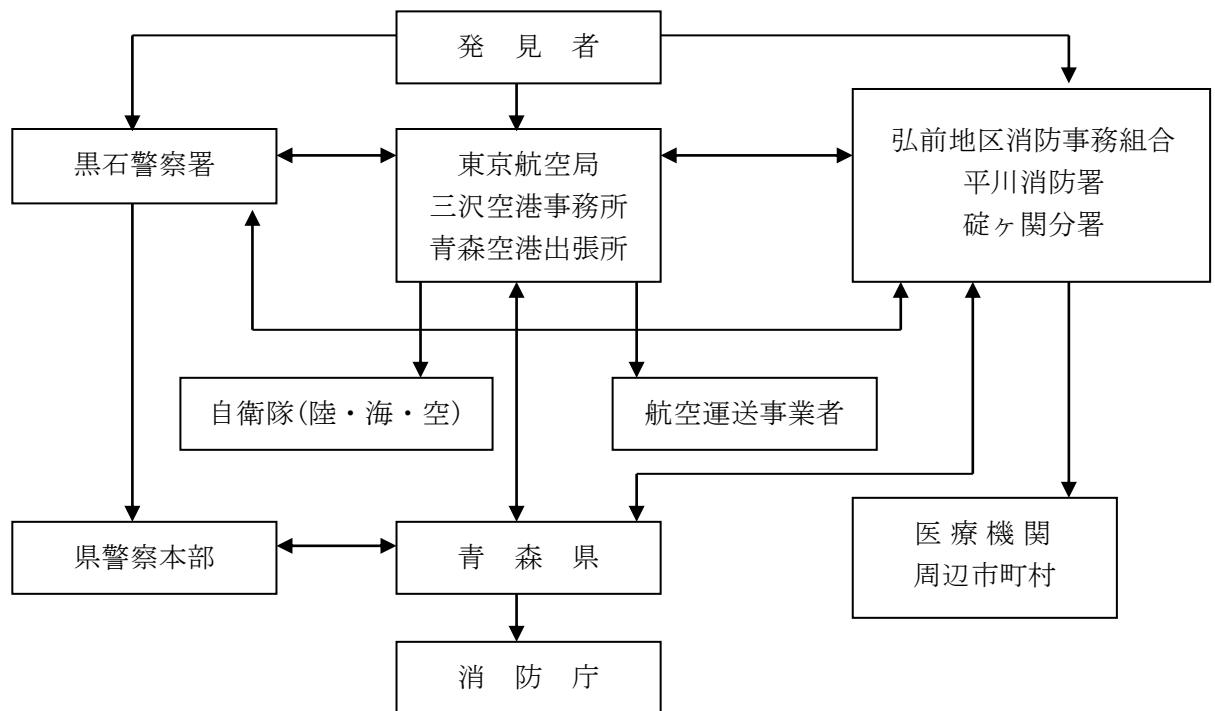 発 見 者
黒石警察署
東京航空局
三沢空港事務所
青森空港出張所
弘前地区消防事務組合
平川消防署
碇ヶ関分署
自衛隊(陸・海・空)
航空運送事業者
県警察本部
青 森 県
医 療 機 関
周辺市町村
消 防 庁